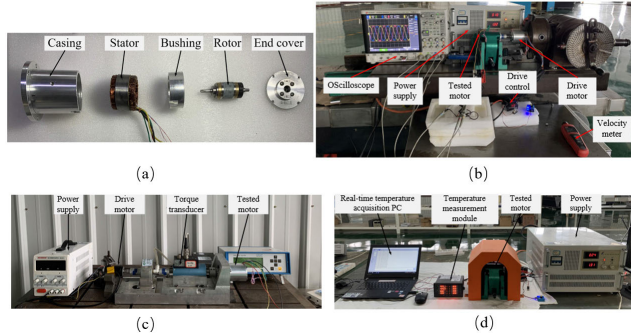 Casing Stator Bushing Rotor End cover
(a)
OScilloscope
Power
supply
Tested
motor
Drive
control
Drive
motor
Velocity
meter
(b)
Power
supply
Drive
motor
Torque
transducer
Tested
motor
(c)
Real-time temperature
acquisition PC
Temperature
measurement
module
Tested
motor
Power
supply
(d)